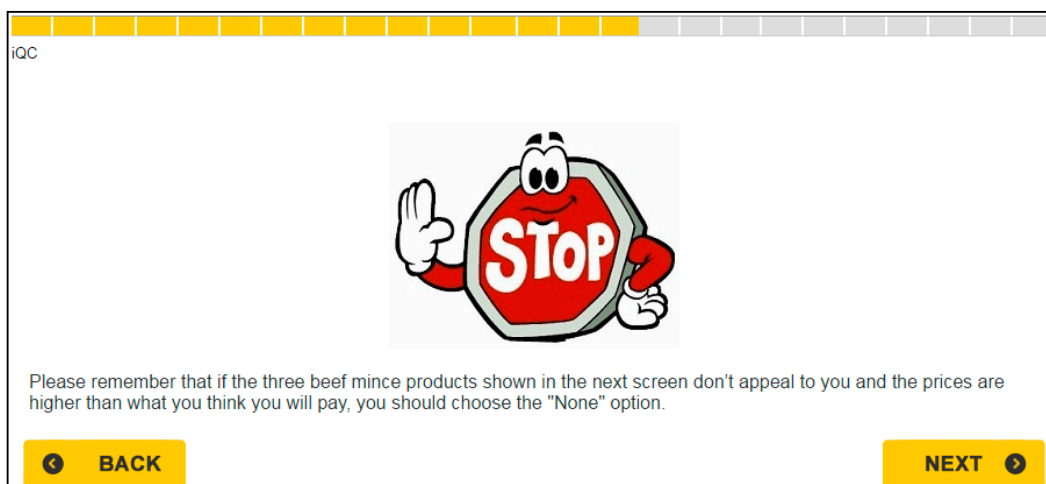 iQC
STOP
Please remember that if the three beef mince products shown in the next screen don’t appeal to you and the prices are
higher than what you think you will pay, you should choose the "None" option.
BACK
NEXT